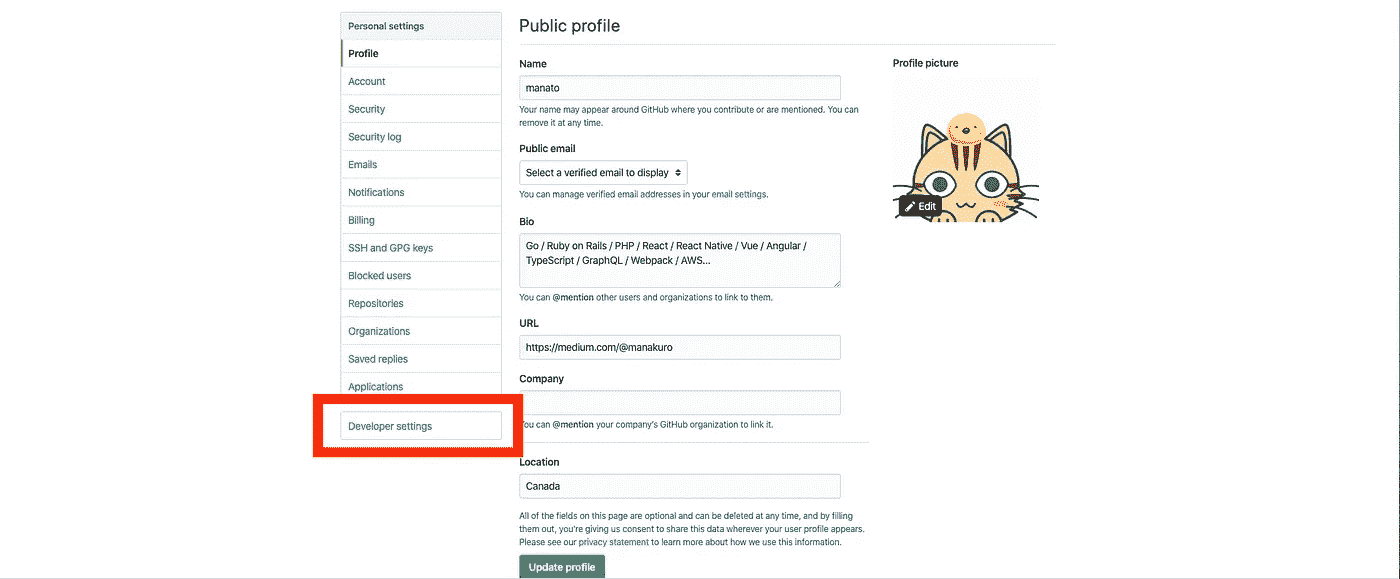 Personal settings
Profile
Account
Security
Security log
Emails
Notifications
Billing
SSH and GPG keys
Blocked users
Repositories
Organizations
Saved replies
Applications
Developer settings
Public profile
Name
manato
Your name may appear around GitHub where you contribute or are mentioned. You can
remove it at any time.
Public email
Select a verified email to display
You can manage verified email addresses in your email settings.
Bio
Go / Ruby on Rails / PHP / React / React Native / Vue / Angular /
TypeScript / GraphQL / Webpack / AWS...
You can @mention other users and organizations to link to them.
URL
https://medium.com/@manakuro
Company
You can @mention your company's GitHub organization to link it.
Location
Canada
All of the fields on this page are optional and can be deleted at any time, and by filling
them out, you're giving us consent to share this data wherever your user profile appears.
Please see our privacy statement to learn more about how we use this information.
Update profile
Profile picture
Edit